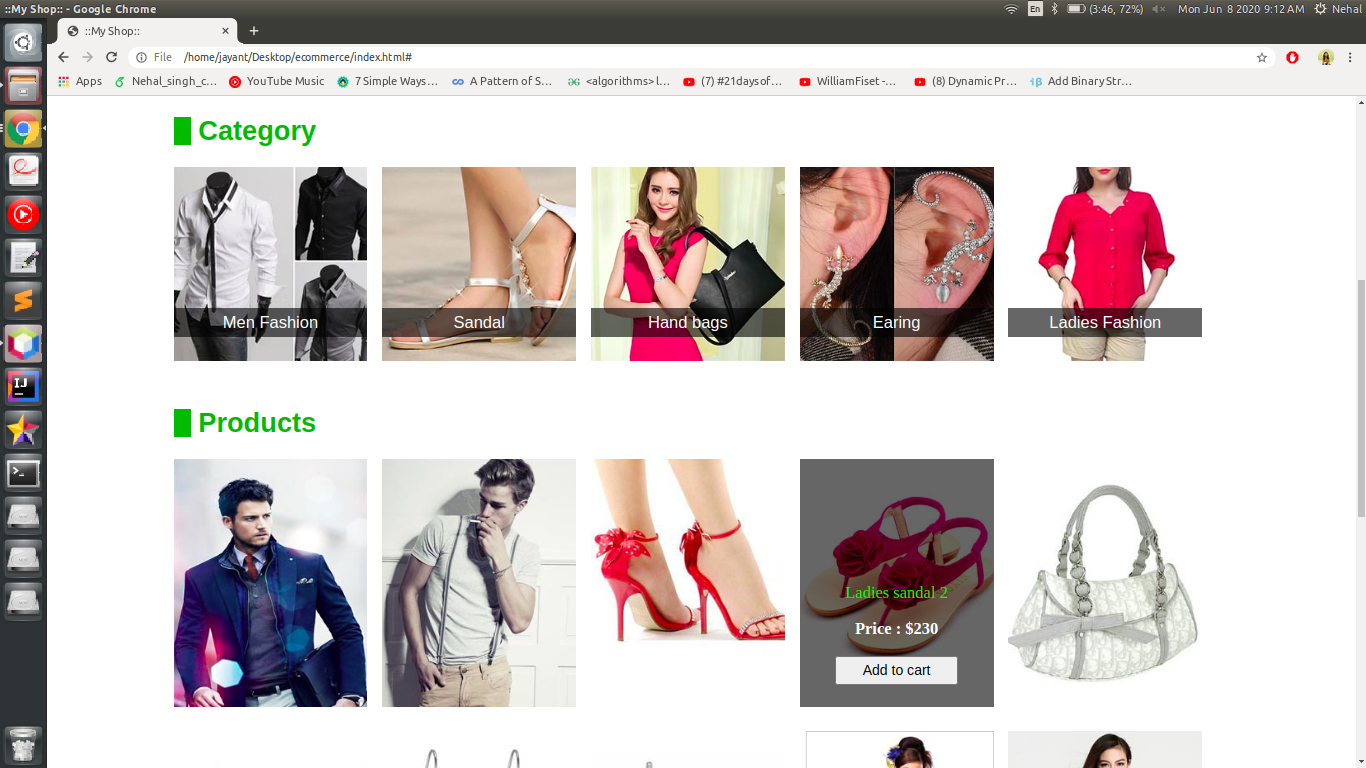 ::My Shop:: - Google Chrome
En
(3:46, 72%)
Mon Jun 8 2020 9:12 AM
Nehal
::My Shop::
File
/home/jayant/Desktop/ecommerce/index.html#
Apps
Nehal_singh_c...
YouTube Music
7 Simple Ways...
A Pattern of S...
<algorithms> l...
(7) #21daysof...
WilliamFiset -...
(8) Dynamic Pr...
Add Binary Str...
Category
Men Fashion
Sandal
Hand bags
Earing
Ladies Fashion
Products
Ladies sandal 2
Price : $230
Add to cart
IJ